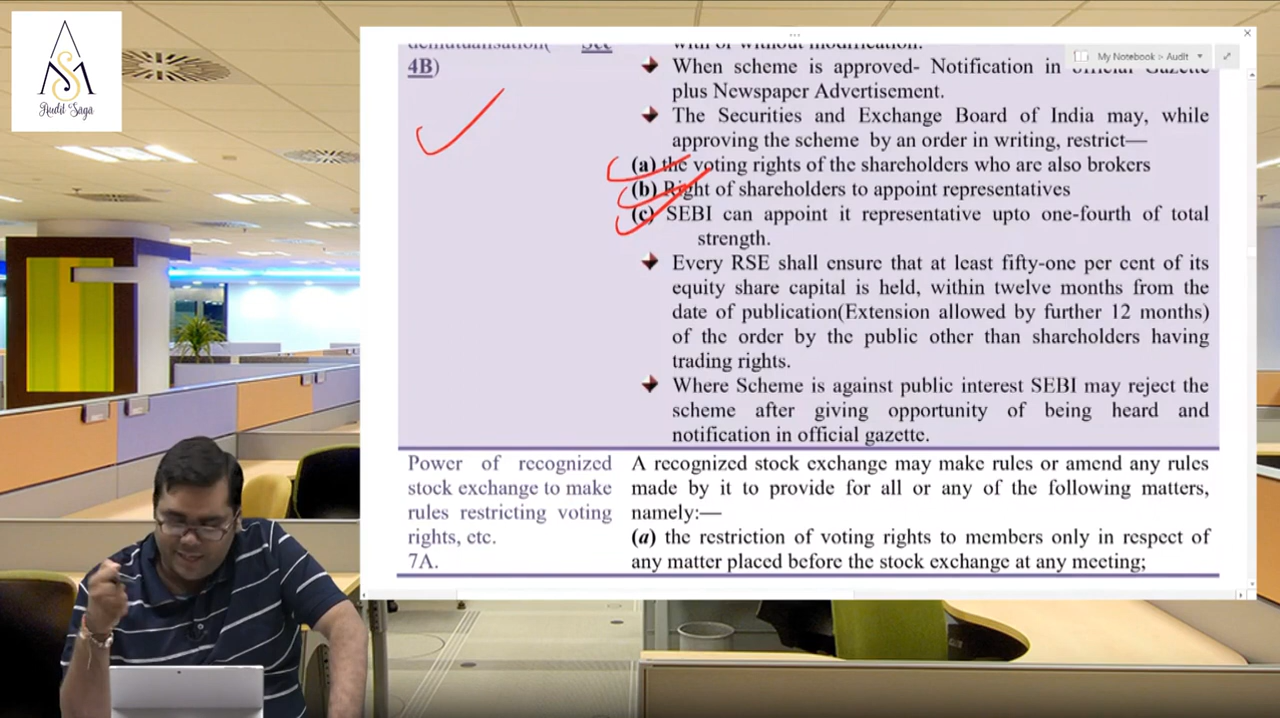 Audit Saga
My Notebook > Audit
demutualisation( See
4B)
with or without modification.
When scheme is approved- Notification in official Gazette
plus Newspaper Advertisement.
The Securities and Exchange Board of India may, while
approving the scheme by an order in writing, restrict—
(a) the voting rights of the shareholders who are also brokers
(b) Right of shareholders to appoint representatives
(c) SEBI can appoint it representative upto one-fourth of total
strength.
Every RSE shall ensure that at least fifty-one per cent of its
equity share capital is held, within twelve months from the
date of publication(Extension allowed by further 12 months)
of the order by the public other than shareholders having
trading rights.
Where Scheme is against public interest SEBI may reject the
scheme after giving opportunity of being heard and
notification in official gazette.
Power of recognized
stock exchange to make
rules restricting voting
rights, etc.
7A.
A recognized stock exchange may make rules or amend any rules
made by it to provide for all or any of the following matters,
namely:—
(a) the restriction of voting rights to members only in respect of
any matter placed before the stock exchange at any meeting;